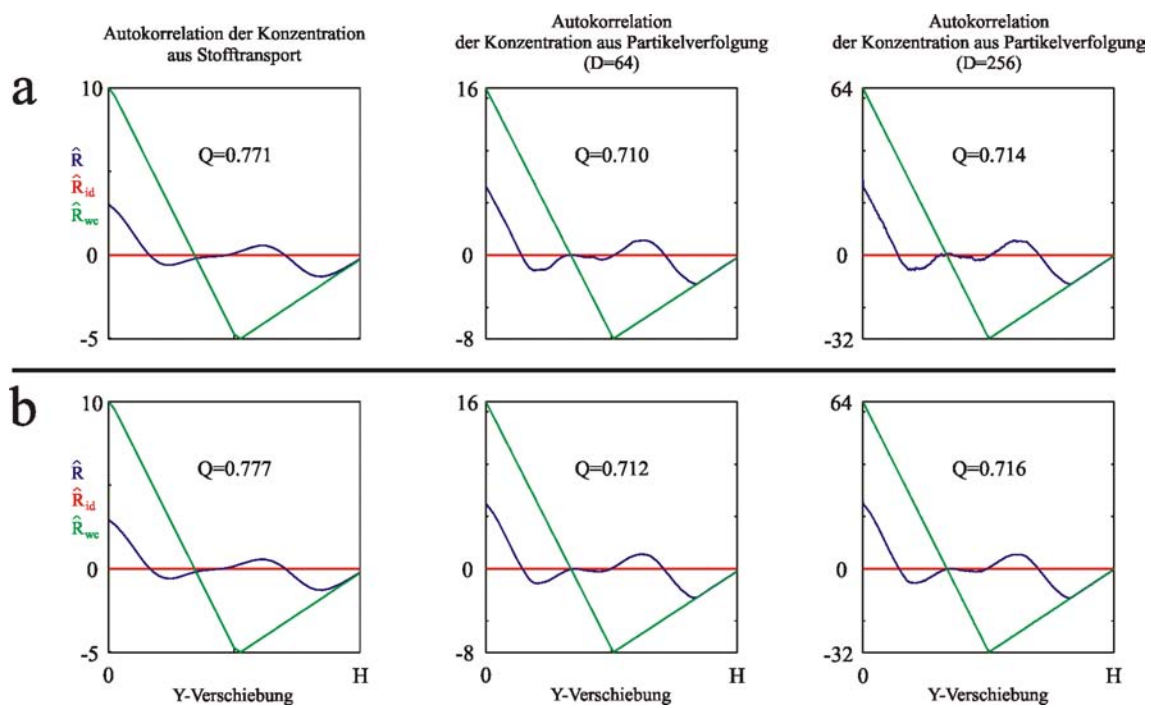 Autokorrelation der Konzentration
aus Stofftransport
Autokorrelation
der Konzentration aus Partikelverfolgung
(D=64)
Autokorrelation
der Konzentration aus Partikelverfolgung
(D=256)
a
10
0
-5
R̂
R̂id
R̂wc
Q=0.771
16
0
-8
Q=0.710
64
0
-32
Q=0.714
b
10
0
-5
R̂
R̂id
R̂wc
Q=0.777
0
H
Y-Verschiebung
16
0
-8
Q=0.712
0
H
Y-Verschiebung
64
0
-32
Q=0.716
0
H
Y-Verschiebung